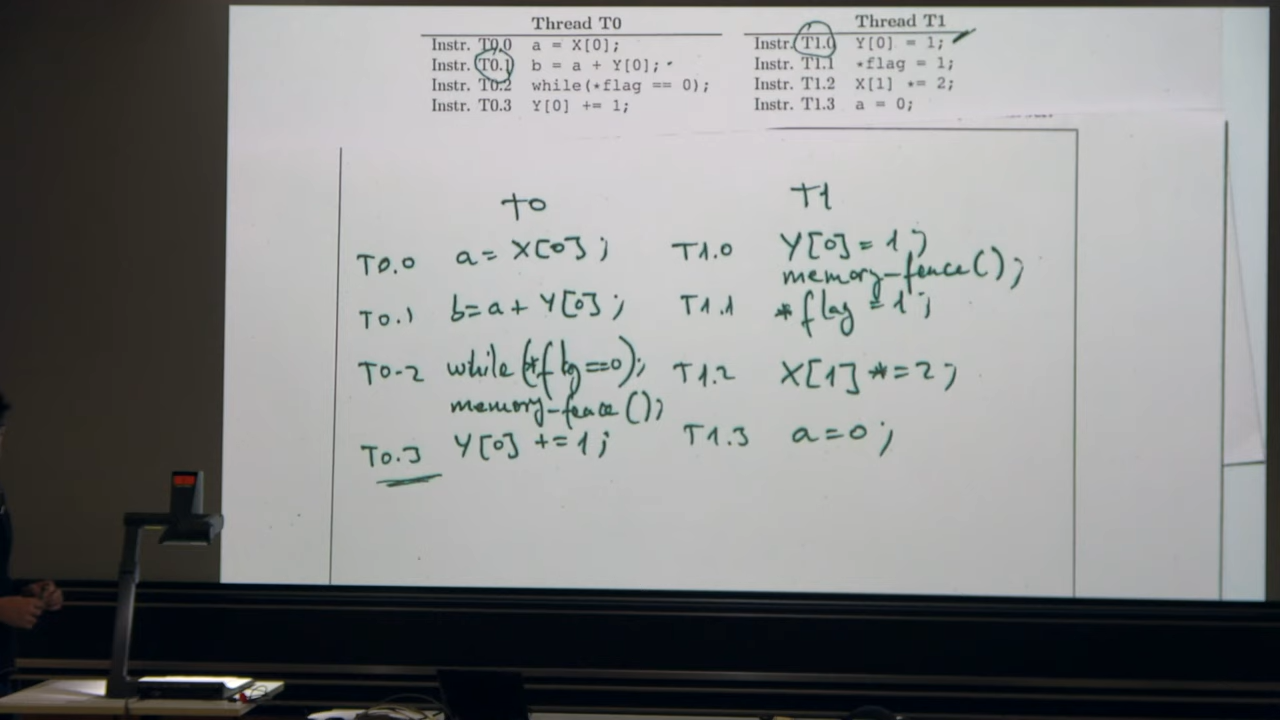 Thread T0
Instr. T0.0 a = X[0];
Instr. T0.1 b = a + Y[0];
Instr. T0.2 while(*flag == 0);
Instr. T0.3 Y[0] += 1;
Thread T1
Instr. T1.0 Y[0] = 1;
Instr. T1.1 *flag = 1;
Instr. T1.2 X[1] *= 2;
Instr. T1.3 a = 0;
T0
T0.0 a = X[0];
T0.1 b=a+ Y[0];
T0-2 while (*flag==0);
memory-fence();
T0.3 Y[0] +=1;
T1
T1.0 Y[0] = 1;
memory-fence();
T1.1 *flag = 1;
T1.2 X[1] *=2;
T1.3 a=0;